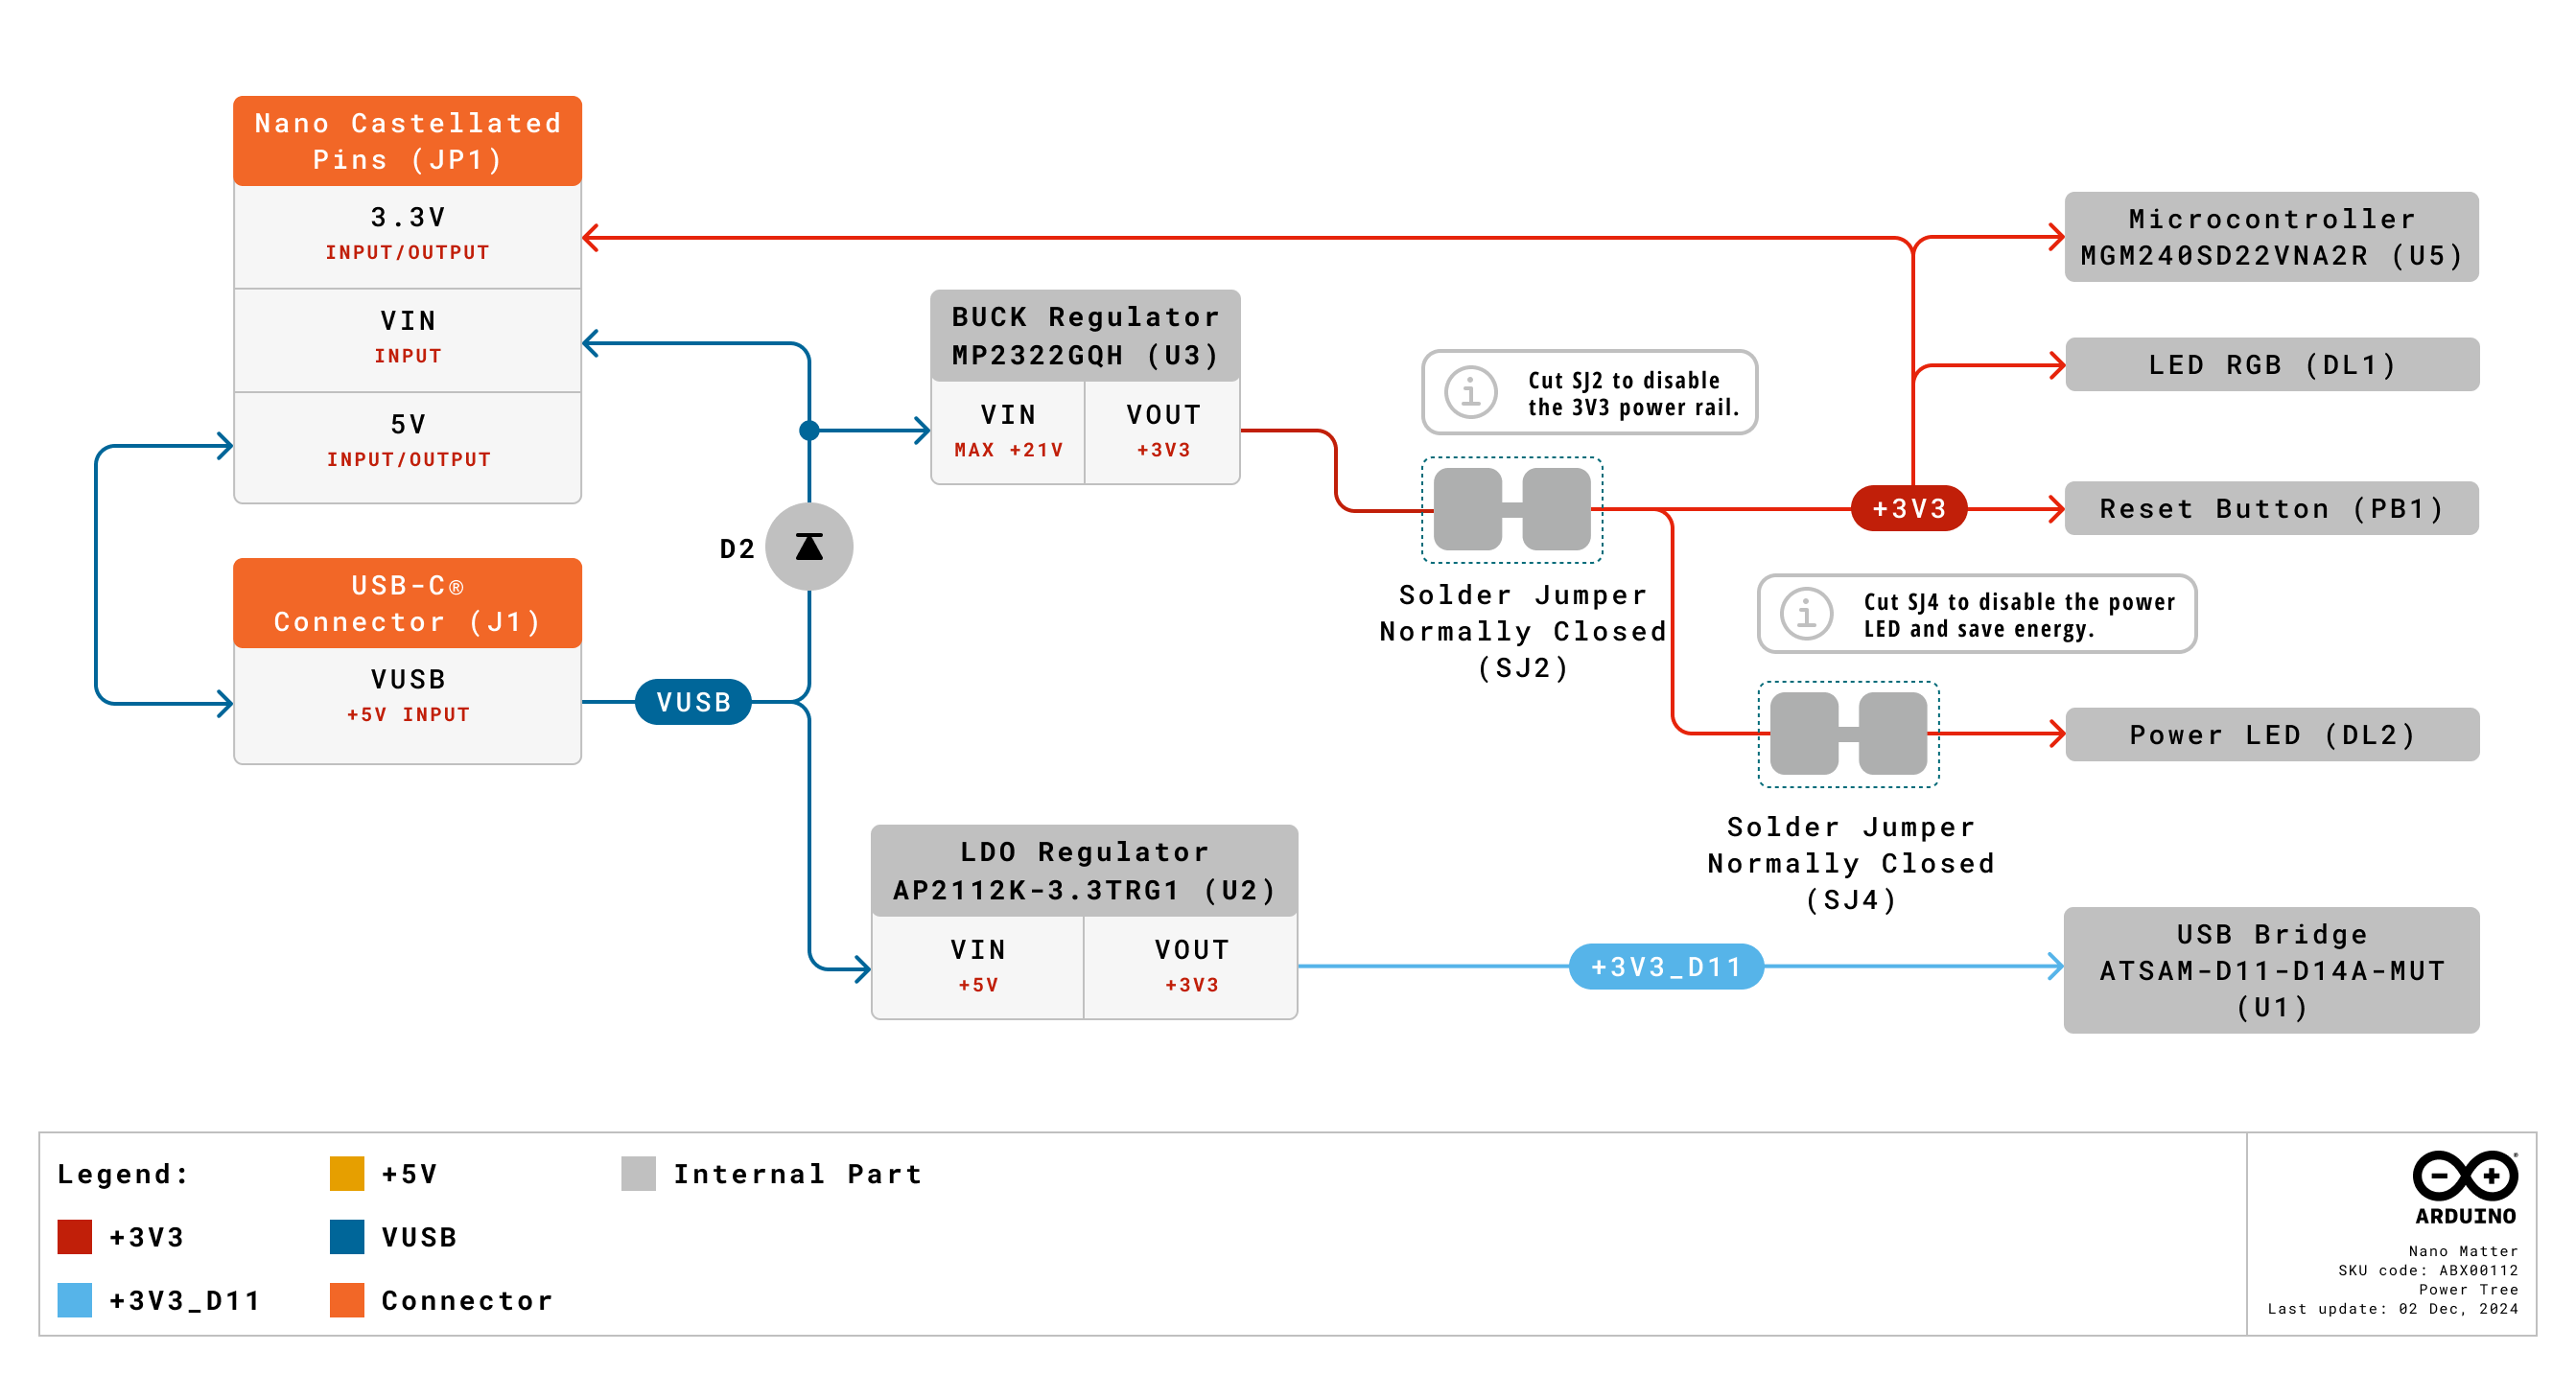 Nano Castellated
Pins (JP1)
3.3V
INPUT/OUTPUT
VIN
INPUT
5V
INPUT/OUTPUT
USB-C®
Connector (J1)
VUSB
+5V INPUT
VUSB
D2
BUCK Regulator
MP2322GQH (U3)
VIN
MAX +21V
VOUT
+3V3
Cut SJ2 to disable
the 3V3 power rail.
Solder Jumper
Normally Closed
(SJ2)
+3V3
Microcontroller
MGM240SD22VNA2R (U5)
LED RGB (DL1)
Reset Button (PB1)
Cut SJ4 to disable the power
LED and save energy.
Solder Jumper
Normally Closed
(SJ4)
Power LED (DL2)
LDO Regulator
AP2112K-3.3TRG1 (U2)
VIN
+5V
VOUT
+3V3
+3V3_D11
USB Bridge
ATSAM-D11-D14A-MUT
(U1)
Legend:
+3V3
+3V3_D11
+5V
VUSB
Connector
Internal Part
ARDUINO
Nano Matter
SKU code: ABX00112
Power Tree
Last update: 02 Dec, 2024